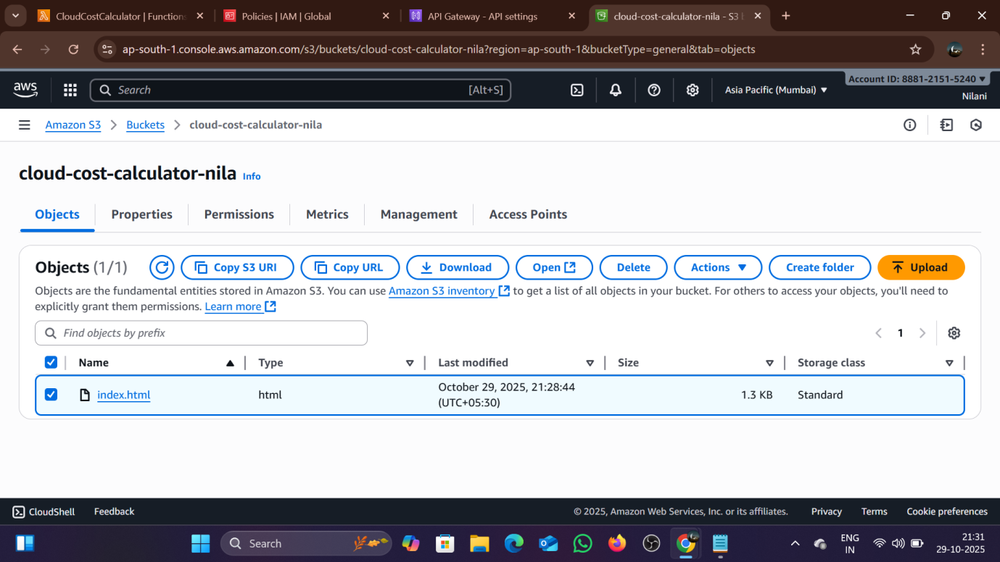 CloudCostCalculator | Functions
Policies | IAM | Global
API Gateway - API settings
cloud-cost-calculator-nila - S3 b
ap-south-1.console.aws.amazon.com/s3/buckets/cloud-cost-calculator-nila?region=ap-south-1&bucketType=general&tab=objects
aws
Search
[Alt+S]
Asia Pacific (Mumbai)
Account ID: 8881-2151-5240
Nilani
Amazon S3
Buckets
cloud-cost-calculator-nila
cloud-cost-calculator-nila Info
Objects
Properties
Permissions
Metrics
Management
Access Points
Objects (1/1)
Copy S3 URI
Copy URL
Download
Open
Delete
Actions
Create folder
Upload
Objects are the fundamental entities stored in Amazon S3. You can use Amazon S3 inventory to get a list of all objects in your bucket. For others to access your objects, you'll need to
explicitly grant them permissions. Learn more
Find objects by prefix
1
Name
Type
Last modified
Size
Storage class
index.html
html
October 29, 2025, 21:28:44
(UTC+05:30)
1.3 KB
Standard
CloudShell
Feedback
© 2025, Amazon Web Services, Inc. or its affiliates.
Privacy
Terms
Cookie preferences
Search
ENG
IN
21:31
29-10-2025